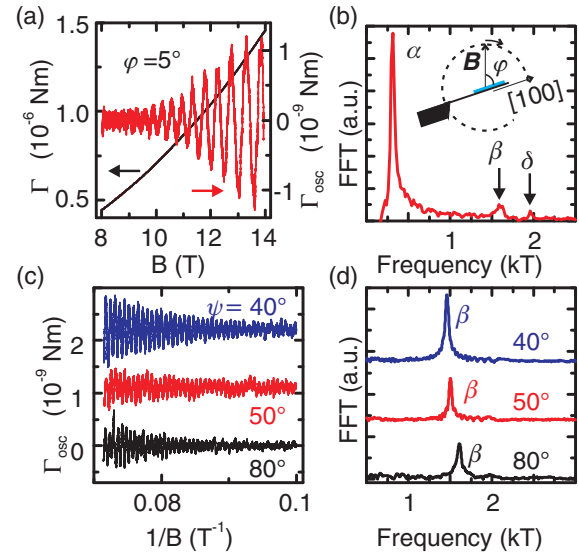 (a)
φ=5°
Γ (10⁻⁶ Nm)
1.5
1.0
0.5
Γosc (10⁻⁹ Nm)
1
0
-1
8 10 12 14
B (T)
(b)
α
B
φ
[100]
β
δ
FFT (a.u.)
1 2
Frequency (kT)
(c)
ψ= 40°
50°
80°
Γosc (10⁻⁹ Nm)
2
1
0
0.08 0.1
1/B (T⁻¹)
(d)
β
40°
β
50°
β
80°
FFT (a.u.)
1 2
Frequency (kT)